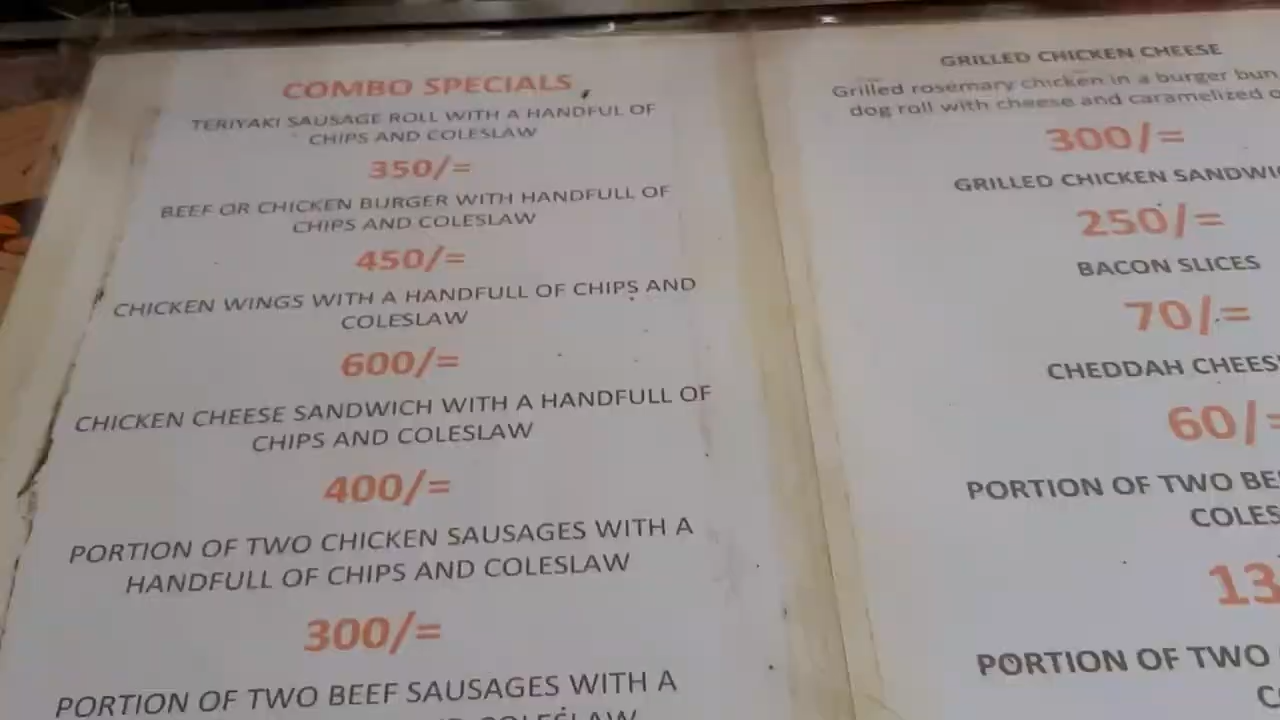 COMBO SPECIALS
TERIYAKI SAUSAGE ROLL WITH A HANDFUL OF
CHIPS AND COLESLAW
350/=
BEEF OR CHICKEN BURGER WITH HANDFULL OF
CHIPS AND COLESLAW
450/=
CHICKEN WINGS WITH A HANDFULL OF CHIPS AND
COLESLAW
600/=
CHICKEN CHEESE SANDWICH WITH A HANDFULL OF
CHIPS AND COLESLAW
400/=
PORTION OF TWO CHICKEN SAUSAGES WITH A
HANDFULL OF CHIPS AND COLESLAW
300/=
PORTION OF TWO BEEF SAUSAGES WITH A
COLESLAW
GRILLED CHICKEN CHEESE
Grilled rosemary chicken in a burger bun
dog roll with cheese and caramelized
300/=
GRILLED CHICKEN
250/=
BACON SLICES
70/=
CHEDDAH
60/=
PORTION OF TWO
13
PORTION OF TWO